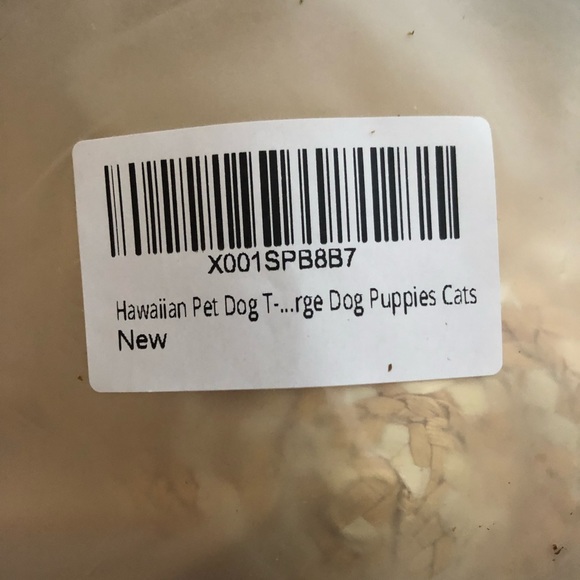 X001SPB8B7
Hawaiian Pet Dog T-...rge Dog Puppies Cats
New